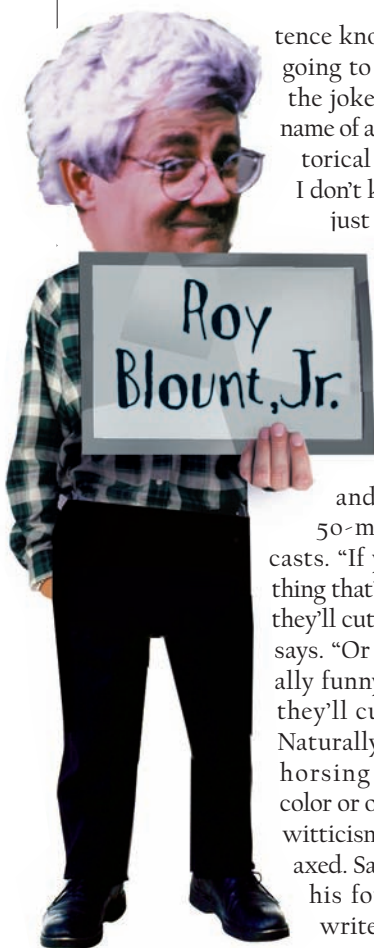 tence kno
going to
the joke
name of a
torical
I don't k
just
Roy
Blount, Jr.
and
50-m
casts. “If
thing that’
they’ll cut
says. “Or
ally funny
they’ll cu
Naturally
horsing
color or o
witticism
axed. Sa
his fo
write